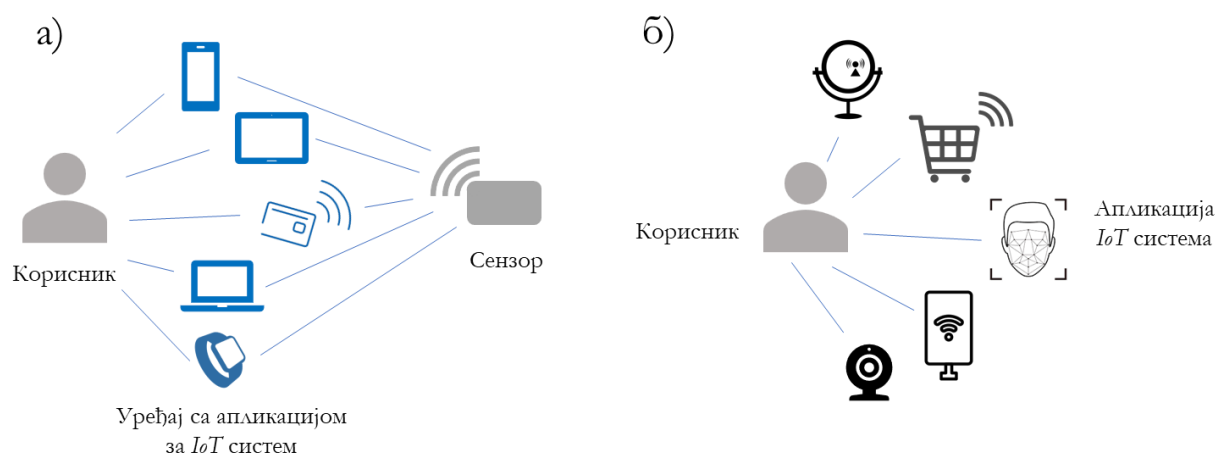 а)
Корисник
Сензор
Уређај са апликацијом
за IoT систем
б)
Корисник
Апликација
IoT система